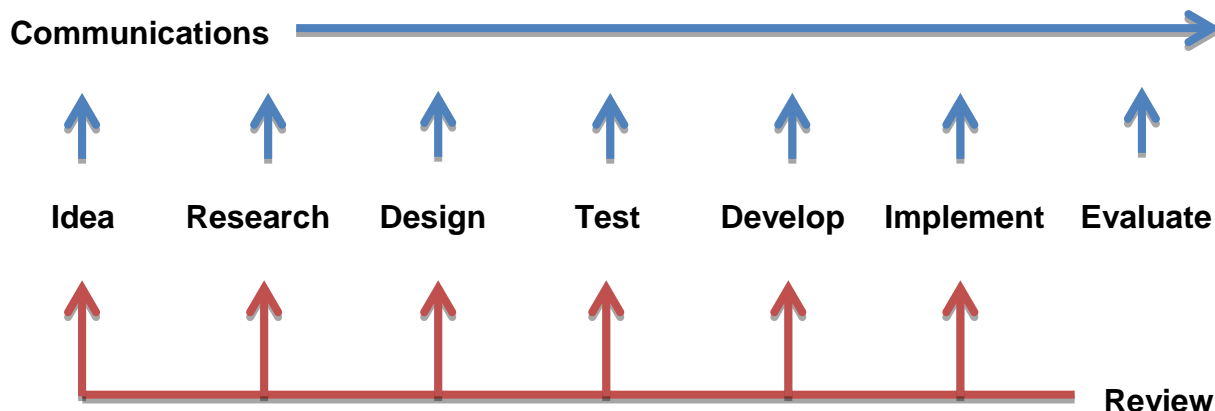 Communications
Idea Research Design Test Develop Implement Evaluate
Review